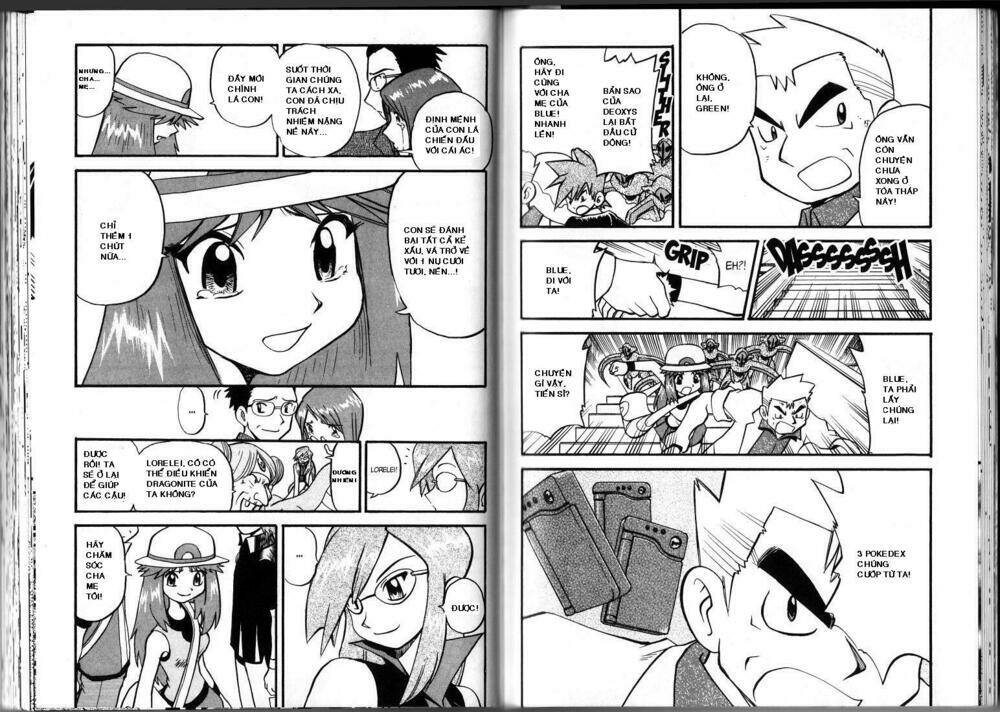 NHƯNG...
CHA...
MẸ...
ĐẤY MỚI
CHÍNH
LÀ CON!
SUỐT THỜI
GIAN CHÚNG
TA CÁCH XA,
CON ĐÃ CHỊU
TRÁCH
NHIỆM NẶNG
NỀ NÀY...
ĐỊNH MỆNH
CỦA CON LÀ
CHIẾN ĐẤU
VỚI CÁI ÁC!
CHỈ
THÊM 1
CHÚT
NỮA...
CON SẼ ĐÁNH
BẠI TẤT CẢ KẺ
XẤU, VÀ TRỞ VỀ
VỚI 1 NỤ CƯỜI
TƯƠI, NÊN...!
...
ĐƯỢC
RỒI! TA
SẼ Ở LẠI
ĐỂ GIÚP
CÁC CẬU!
LORELEI, CÔ CÓ
THỂ ĐIỀU KHIỂN
DRAGONITE CỦA
TA KHÔNG?
ĐƯƠNG
NHIÊN!
LORELEI!
HÃY
CHĂM
SÓC
CHA
MẸ
TÔI!
...
ĐƯỢC!
ÔNG,
HÃY ĐI
CÙNG
VỚI CHA
MẸ CỦA
BLUE!
NHANH
LÊN!
BẢN SAO
CỦA
DEOXYS
LẠI BẮT
ĐẦU CỬ
ĐỘNG!
SLITHER
KHÔNG,
ÔNG Ở
LẠI,
GREEN!
ÔNG VẪN
CÒN
CHUYỆN
CHƯA
XONG Ở
TÒA THÁP
NÀY!
BLUE,
ĐI VỚI
TA!
GRIP
EH?!
DASSSSSSSSH
CHUYỆN
GÌ VẬY,
TIẾN SĨ?
BLUE,
TA PHẢI
LẤY
CHÚNG
LẠI!
3 POKEDEX
CHÚNG
CƯỚP TỪ TA!